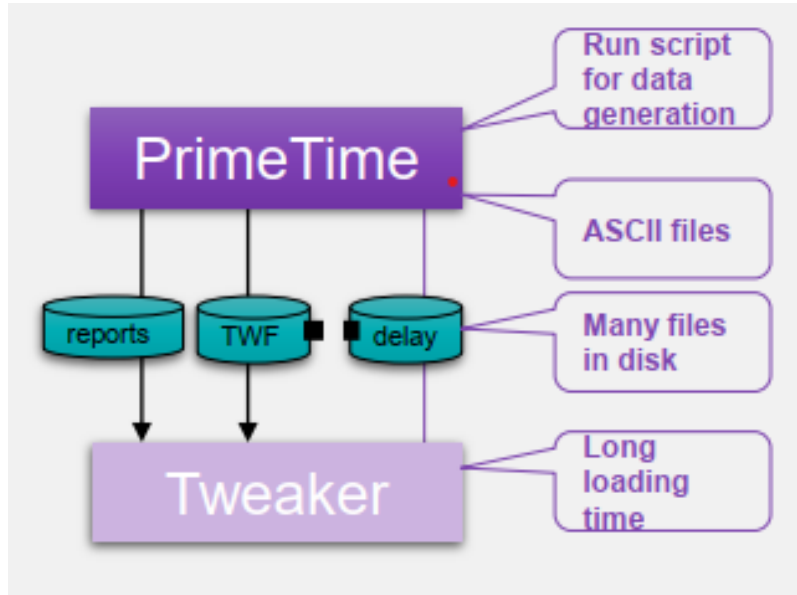 Run script
for data
generation
PrimeTime
ASCII files
reports
TWF
delay
Many files
in disk
Tweaker
Long
loading
time